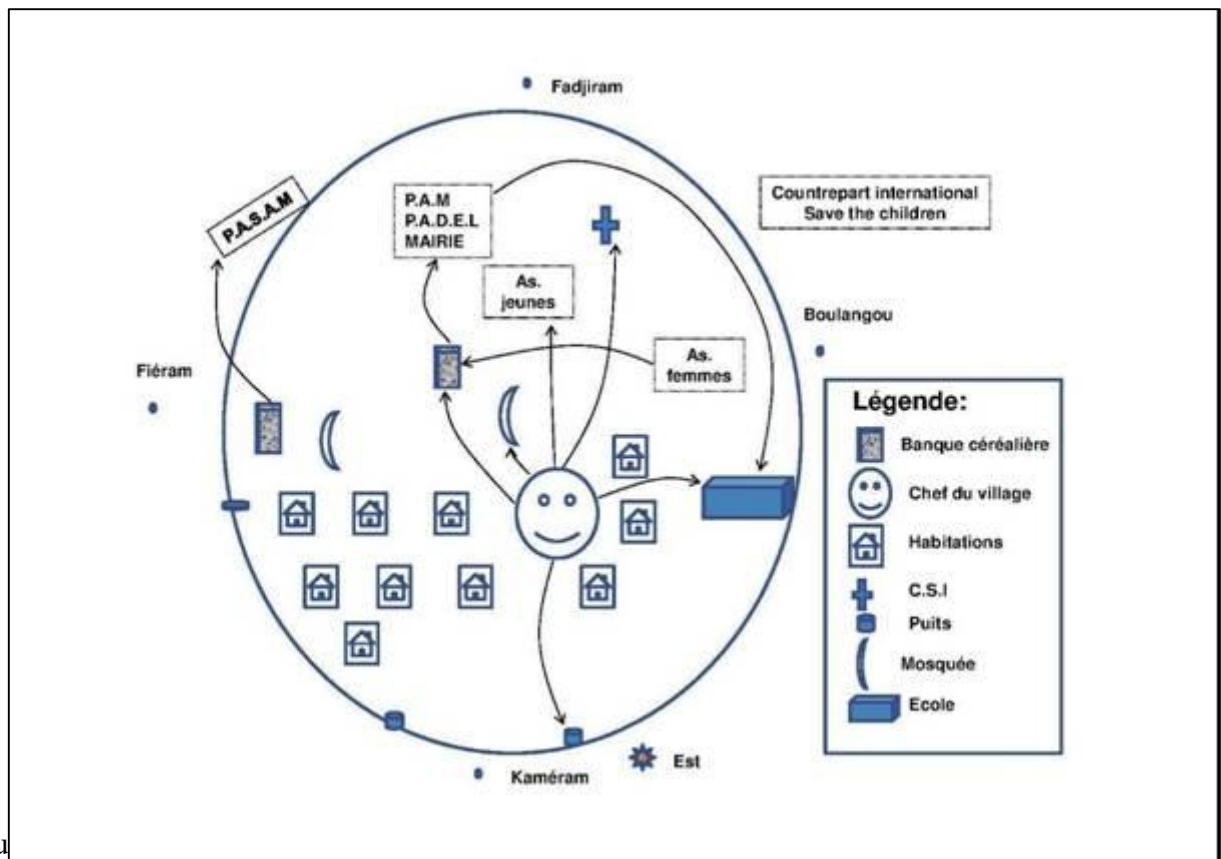 Fadjiram
P.A.S.A.M
P.A.M
P.A.D.E.L
MAIRIE
Countrepart international
Save the children
As.
jeunes
Boulangou
As.
femmes
Fiéram
Légende:
Banque céréalière
Chef du village
Habitations
C.S.I
Puits
Mosquée
Ecole
Est
Kaméram